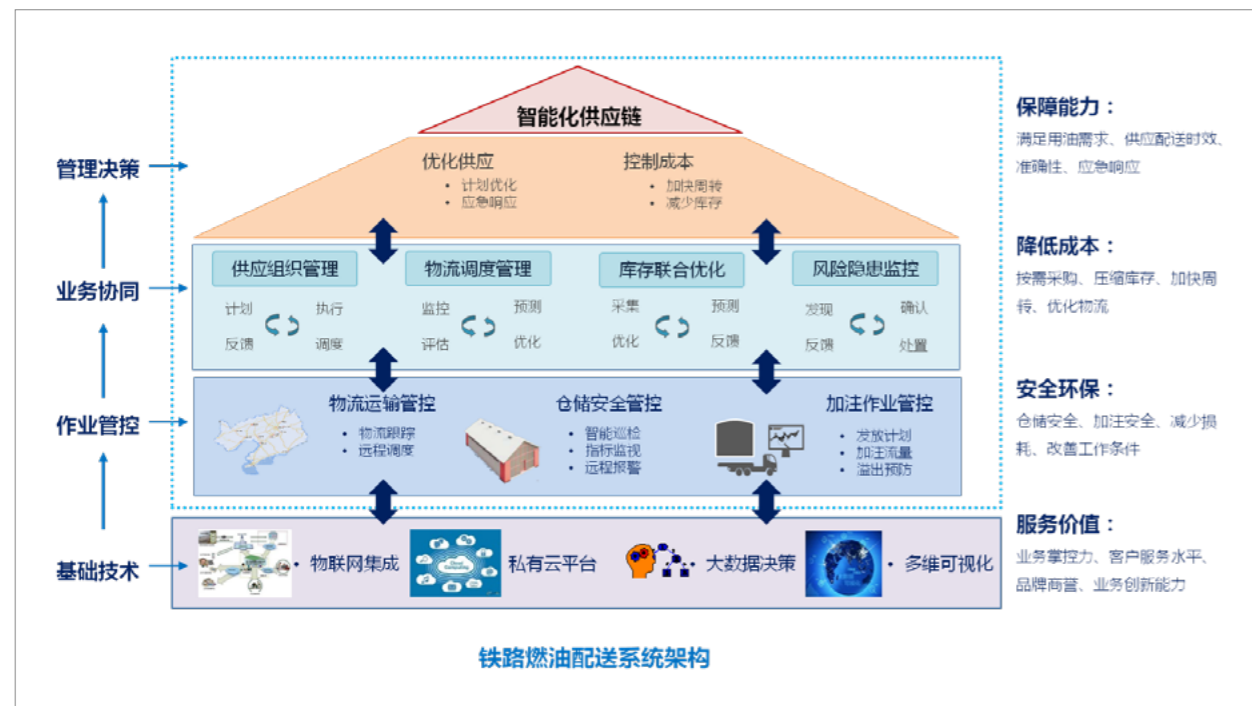 智能化供应链
管理决策
优化供应
• 计划优化
• 应急响应
控制成本
• 加快周转
• 减少库存
业务协同
供应组织管理
计划 执行
反馈 调度
物流调度管理
监控 预测
评估 优化
库存联合优化
采集 预测
优化 反馈
风险隐患监控
发现 确认
反馈 处置
作业管控
物流运输管控
• 物流跟踪
• 远程调度
仓储安全管控
• 智能巡检
• 指标监视
• 远程报警
加注作业管控
• 发放计划
• 加注流量
• 溢出预防
基础技术
• 物联网集成
Cloud
Computing
私有云平台
• 大数据决策
• 多维可视化
保障能力：
满足用油需求、供应配送时效、
准确性、应急响应
降低成本：
按需采购、压缩库存、加快周
转、优化物流
安全环保：
仓储安全、加注安全、减少损
耗、改善工作条件
服务价值：
业务掌控力、客户服务水平、
品牌商誉、业务创新能力
铁路燃油配送系统架构